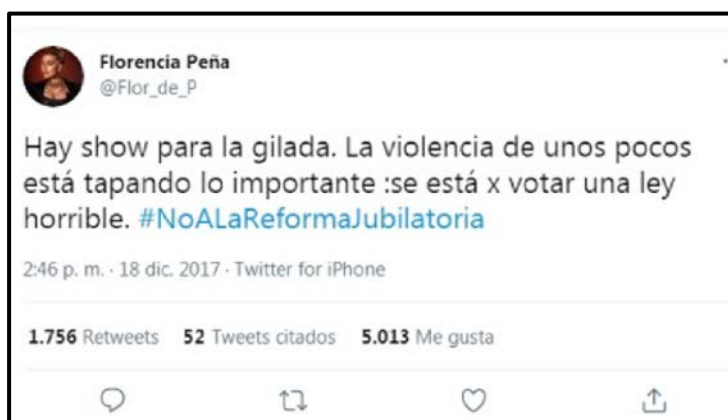 Florencia Peña
@Flor_de_P
Hay show para la gilada. La violencia de unos pocos
está tapando lo importante :se está x votar una ley
horrible. #NoALaReformaJubilatoria
2:46 p. m. · 18 dic. 2017 · Twitter for iPhone
1.756 Retweets 52 Tweets citados 5.013 Me gusta